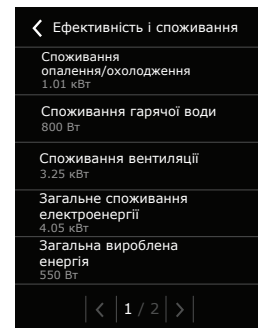 Ефективність і споживання
Споживання
опалення/охолодження
1.01 кВт
Споживання гарячої води
800 Вт
Споживання вентиляції
3.25 кВт
Загальне споживання
електроенергії
4.05 кВт
Загальна вироблена
енергія
550 Вт
1 / 2